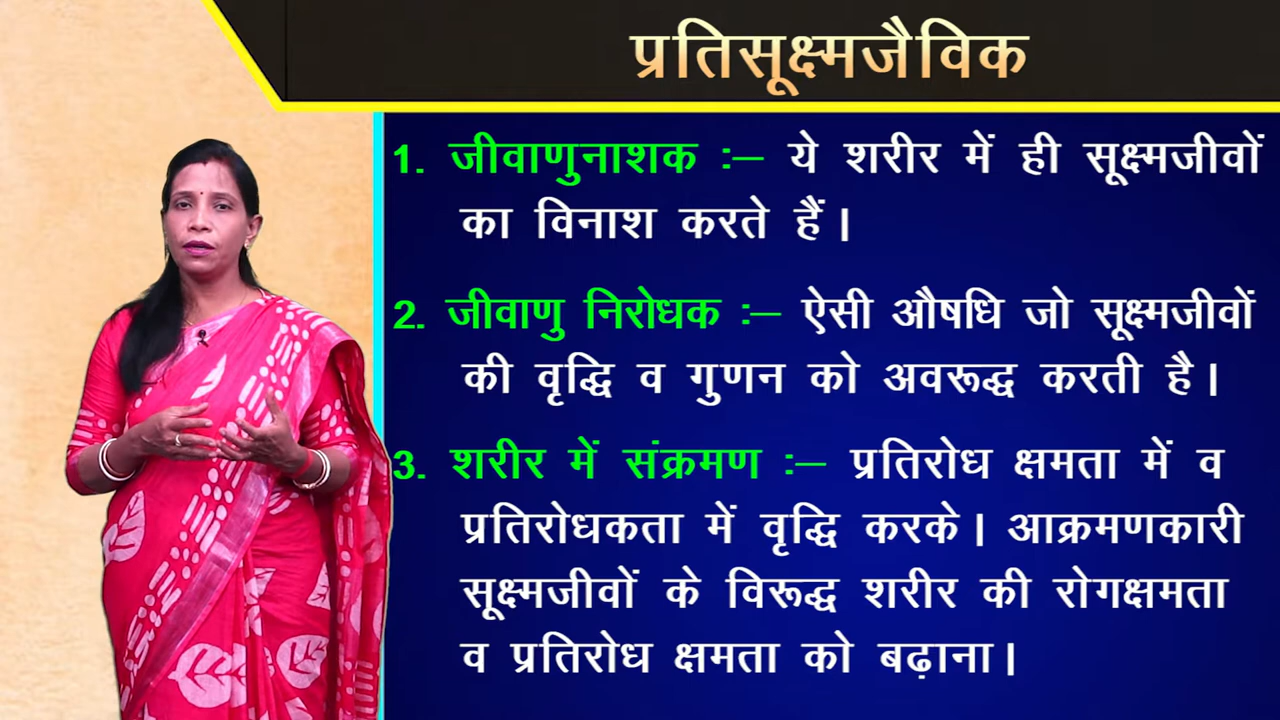 प्रतिसूक्ष्मजैविक
1. जीवाणुनाशक :– ये शरीर में ही सूक्ष्मजीवों
का विनाश करते हैं।
2. जीवाणु निरोधक :– ऐसी औषधि जो सूक्ष्मजीवों
की वृद्धि व गुणन को अवरूद्ध करती है।
3. शरीर में संक्रमण :– प्रतिरोध क्षमता में व
प्रतिरोधकता में वृद्धि करके। आक्रमणकारी
सूक्ष्मजीवों के विरूद्ध शरीर की रोगक्षमता
व प्रतिरोध क्षमता को बढ़ाना।